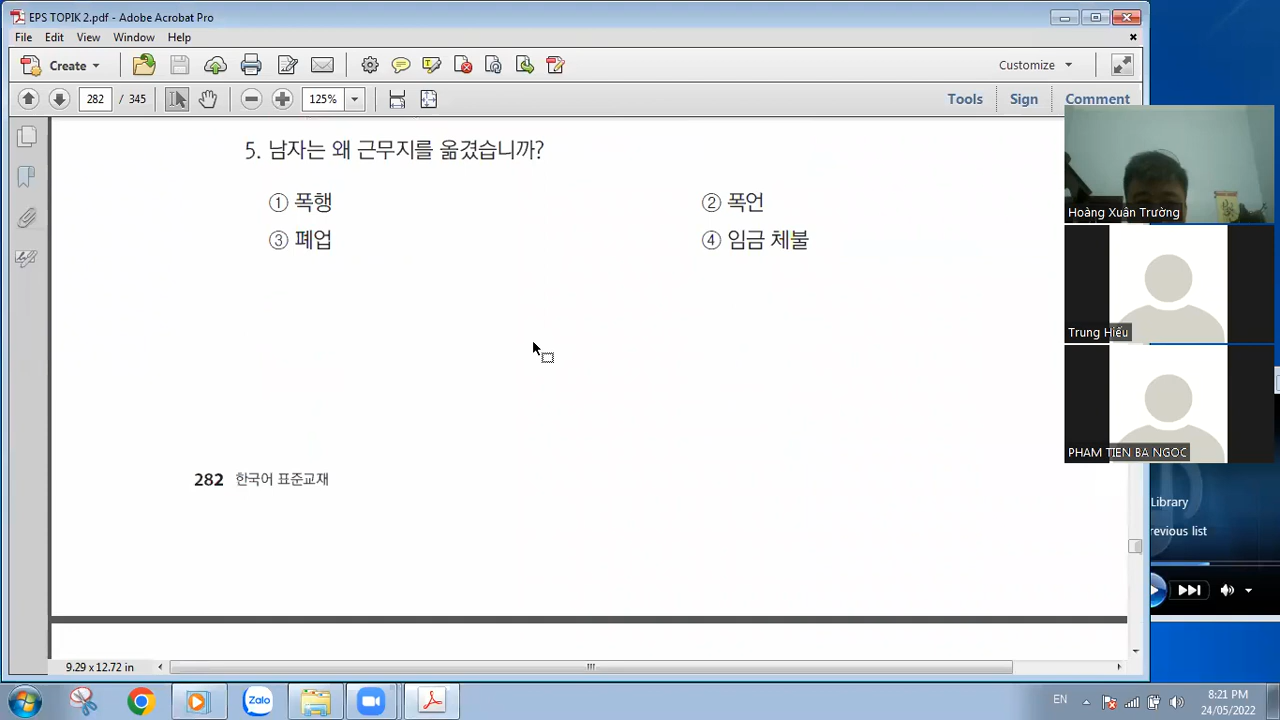 EPS TOPIK 2.pdf - Adobe Acrobat Pro
File Edit View Window Help
Create
Customize
282 / 345
125%
Tools Sign Comment
5. 남자는 왜 근무지를 옮겼습니까?
① 폭행 ② 폭언
③ 폐업 ④ 임금 체불
282 한국어 표준교재
Hoàng Xuân Trường
Trung Hiếu
PHAM TIEN BA NGOC
Library
revious list
9.29 x 12.72 in
Zalo
EN
8:21 PM
24/05/2022